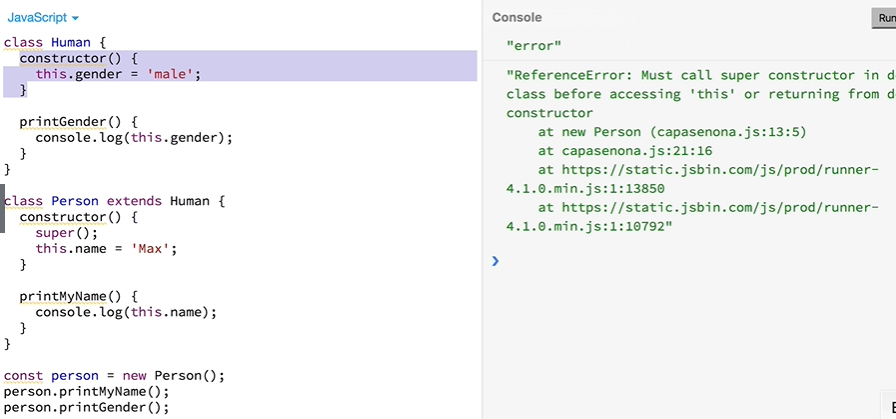 JavaScript
class Human {
constructor() {
this.gender = 'male';
}
printGender() {
console.log(this.gender);
}
}
class Person extends Human {
constructor() {
super();
this.name = 'Max';
}
printMyName() {
console.log(this.name);
}
}
const person = new Person();
person.printMyName();
person.printGender();
Console
Run
"error"
"ReferenceError: Must call super constructor in d
class before accessing 'this' or returning from d
constructor
at new Person (capasenona.js:13:5)
at capasenona.js:21:16
at https://static.jsbin.com/js/prod/runner-
4.1.0.min.js:1:13850
at https://static.jsbin.com/js/prod/runner-
4.1.0.min.js:1:10792"